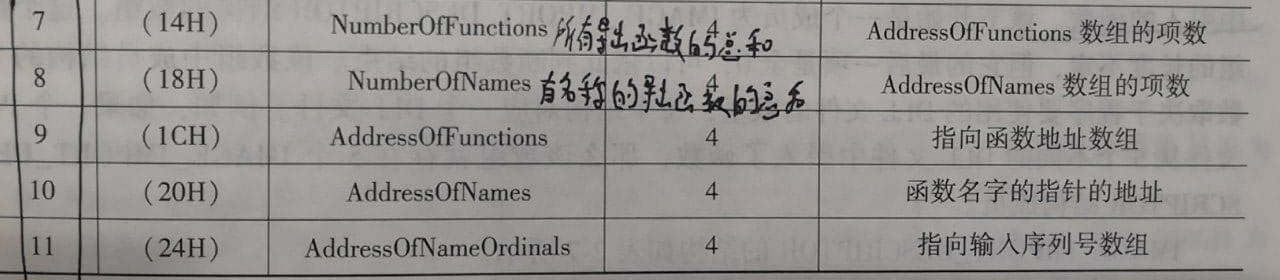 7 (14H) NumberOfFunctions 所有导出函数的总和 4 AddressOfFunctions 数组的项数
8 (18H) NumberOfNames 有名称的导出函数的总和 4 AddressOfNames 数组的项数
9 (1CH) AddressOfFunctions 4 指向函数地址数组
10 (20H) AddressOfNames 4 函数名字的指针的地址
11 (24H) AddressOfNameOrdinals 4 指向输入序列号数组